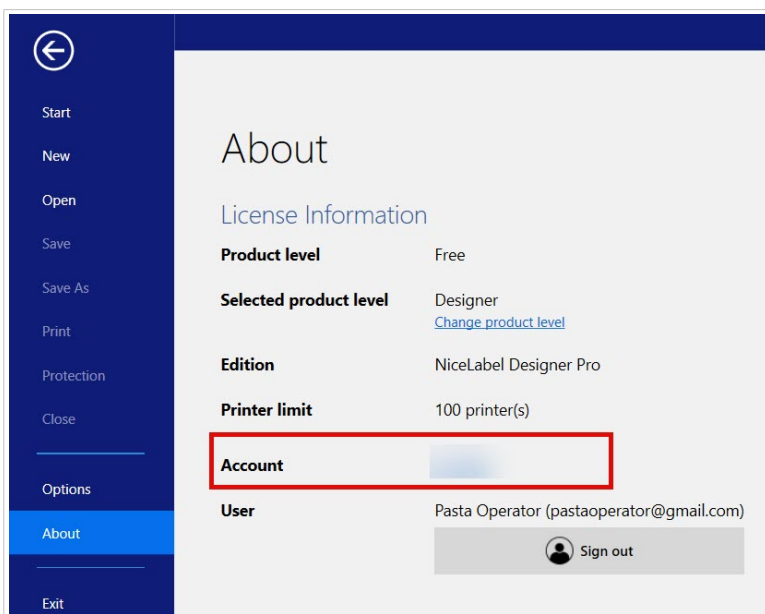 Start
New
Open
Save
Save As
Print
Protection
Close
Options
About
Exit
About
License Information
Product level Free
Selected product level Designer
Change product level
Edition NiceLabel Designer Pro
Printer limit 100 printer(s)
Account
User Pasta Operator (pastaoperator@gmail.com)
Sign out